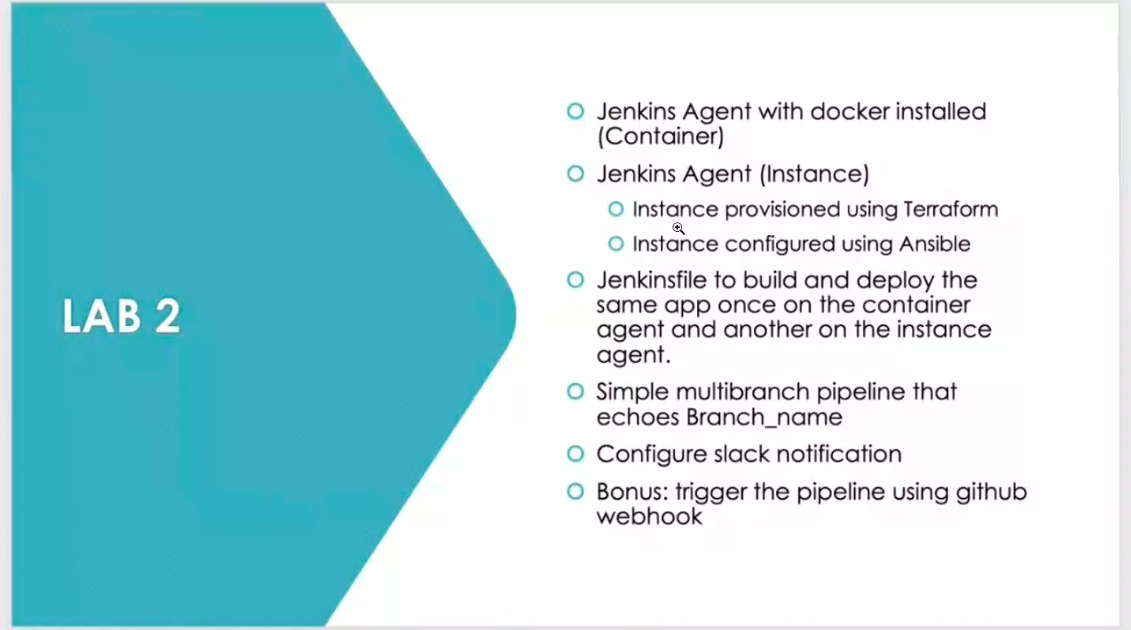 LAB 2
Jenkins Agent with docker installed
(Container)
Jenkins Agent (Instance)
Instance provisioned using Terraform
Instance configured using Ansible
Jenkinsfile to build and deploy the
same app once on the container
agent and another on the instance
agent.
Simple multibranch pipeline that
echoes Branch_name
Configure slack notification
Bonus: trigger the pipeline using github
webhook